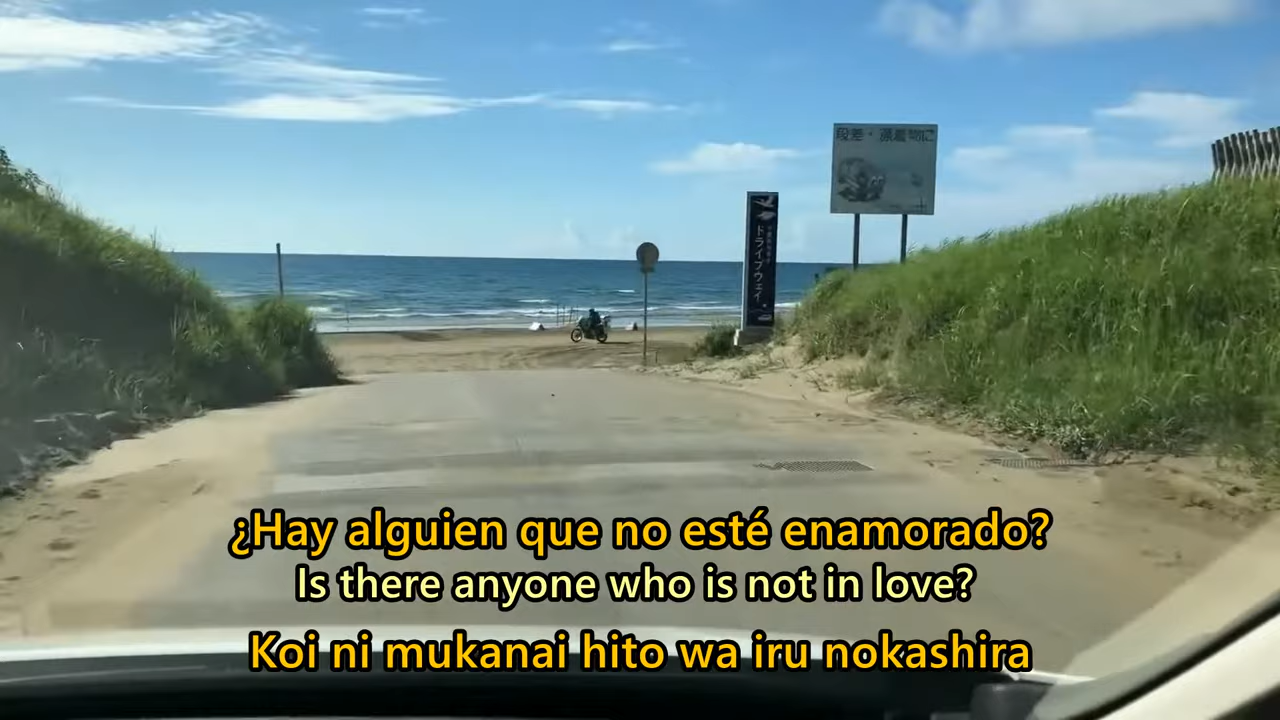 段差・漂着物に
ドライブウェイ
¿Hay alguien que no esté enamorado?
Is there anyone who is not in love?
Koi ni mukanai hito wa iru nokashira